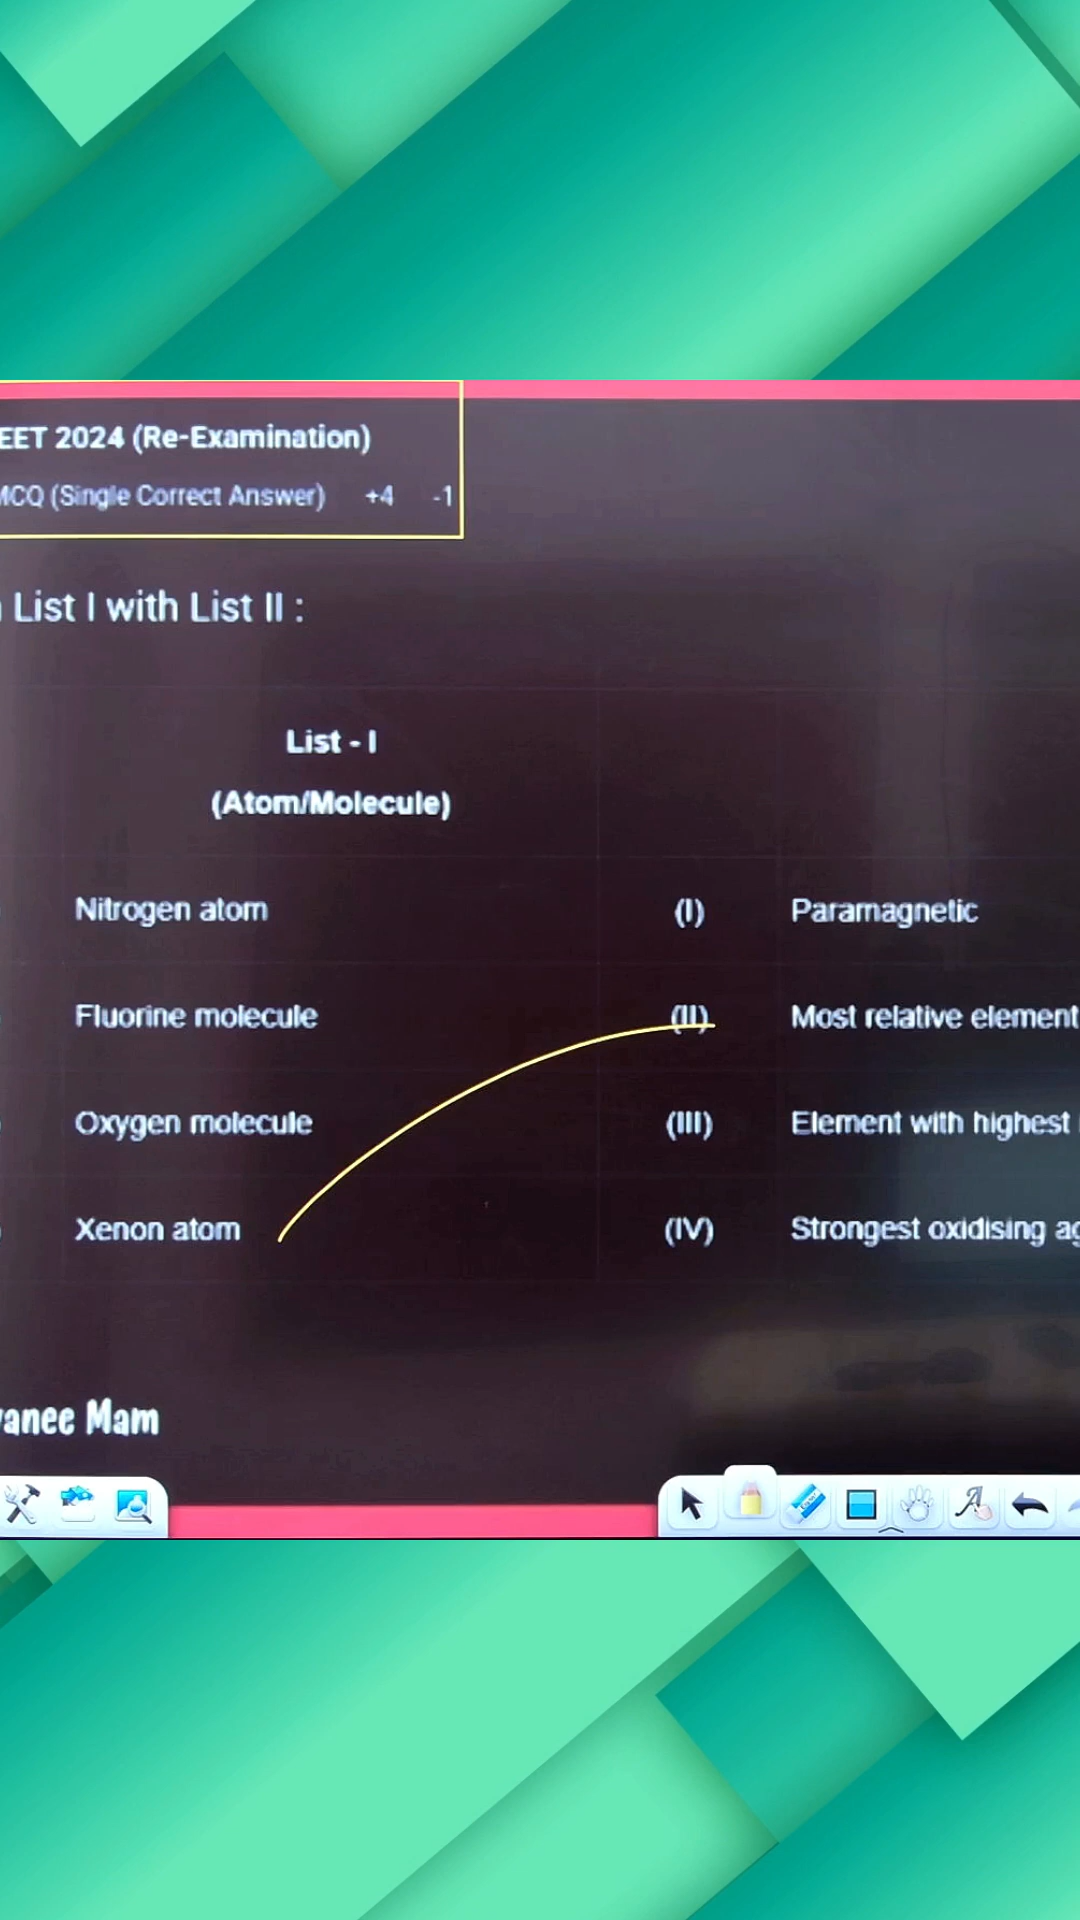 EET 2024 (Re-Examination)
MCQ (Single Correct Answer) +4 -1
List I with List II :
List - I
(Atom/Molecule)
Nitrogen atom (I) Paramagnetic
Fluorine molecule (II) Most relative element
Oxygen molecule (III) Element with highest
Xenon atom (IV) Strongest oxidising ag
vanee Mam